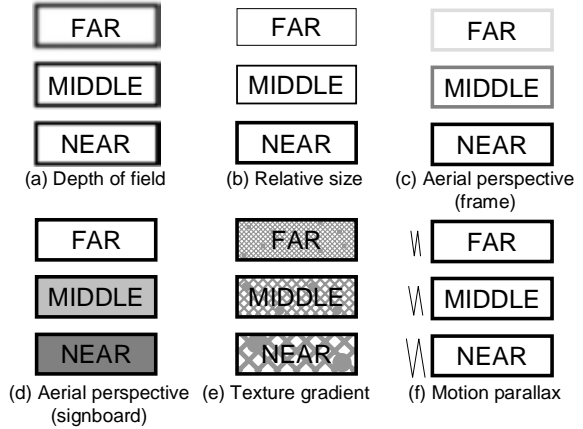 FAR
MIDDLE
NEAR
(a) Depth of field
FAR
MIDDLE
NEAR
(b) Relative size
FAR
MIDDLE
NEAR
(c) Aerial perspective
(frame)
FAR
MIDDLE
NEAR
(d) Aerial perspective
(signboard)
FAR
MIDDLE
NEAR
(e) Texture gradient
FAR
MIDDLE
NEAR
(f) Motion parallax